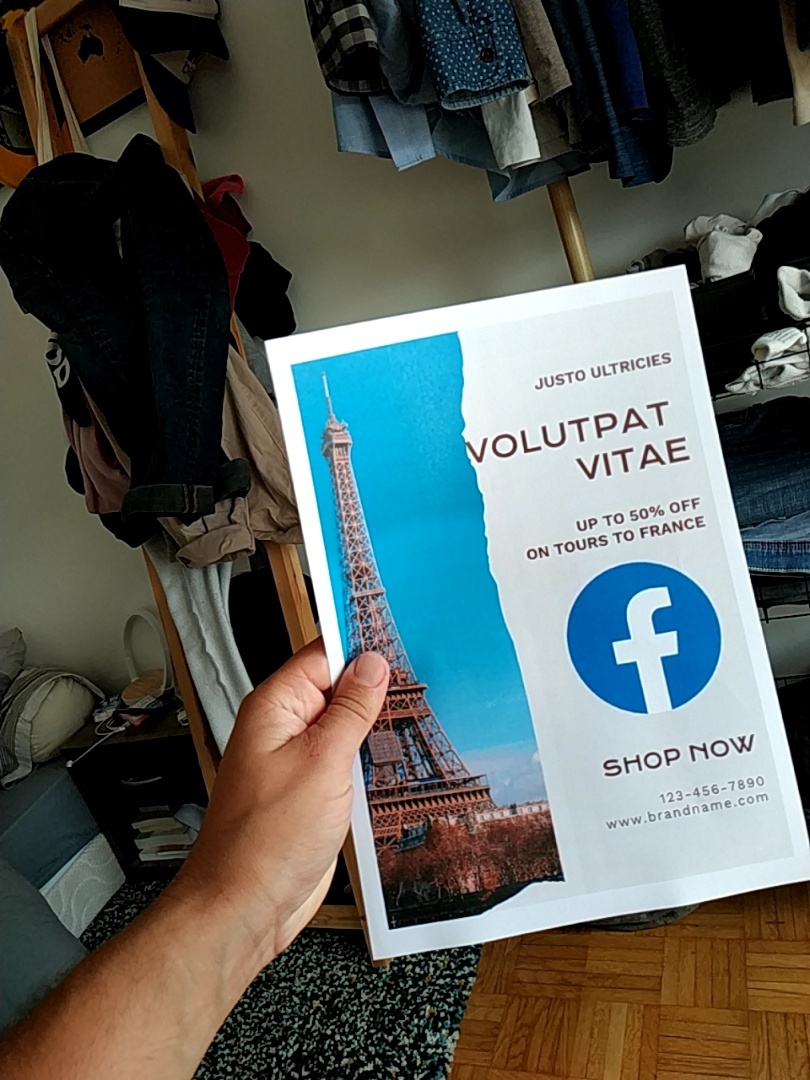 JUSTO ULTRICIES
VOLUTPAT
VITAE
UP TO 50% OFF
ON TOURS TO FRANCE
f
SHOP NOW
123-456-7890
www.brandname.com